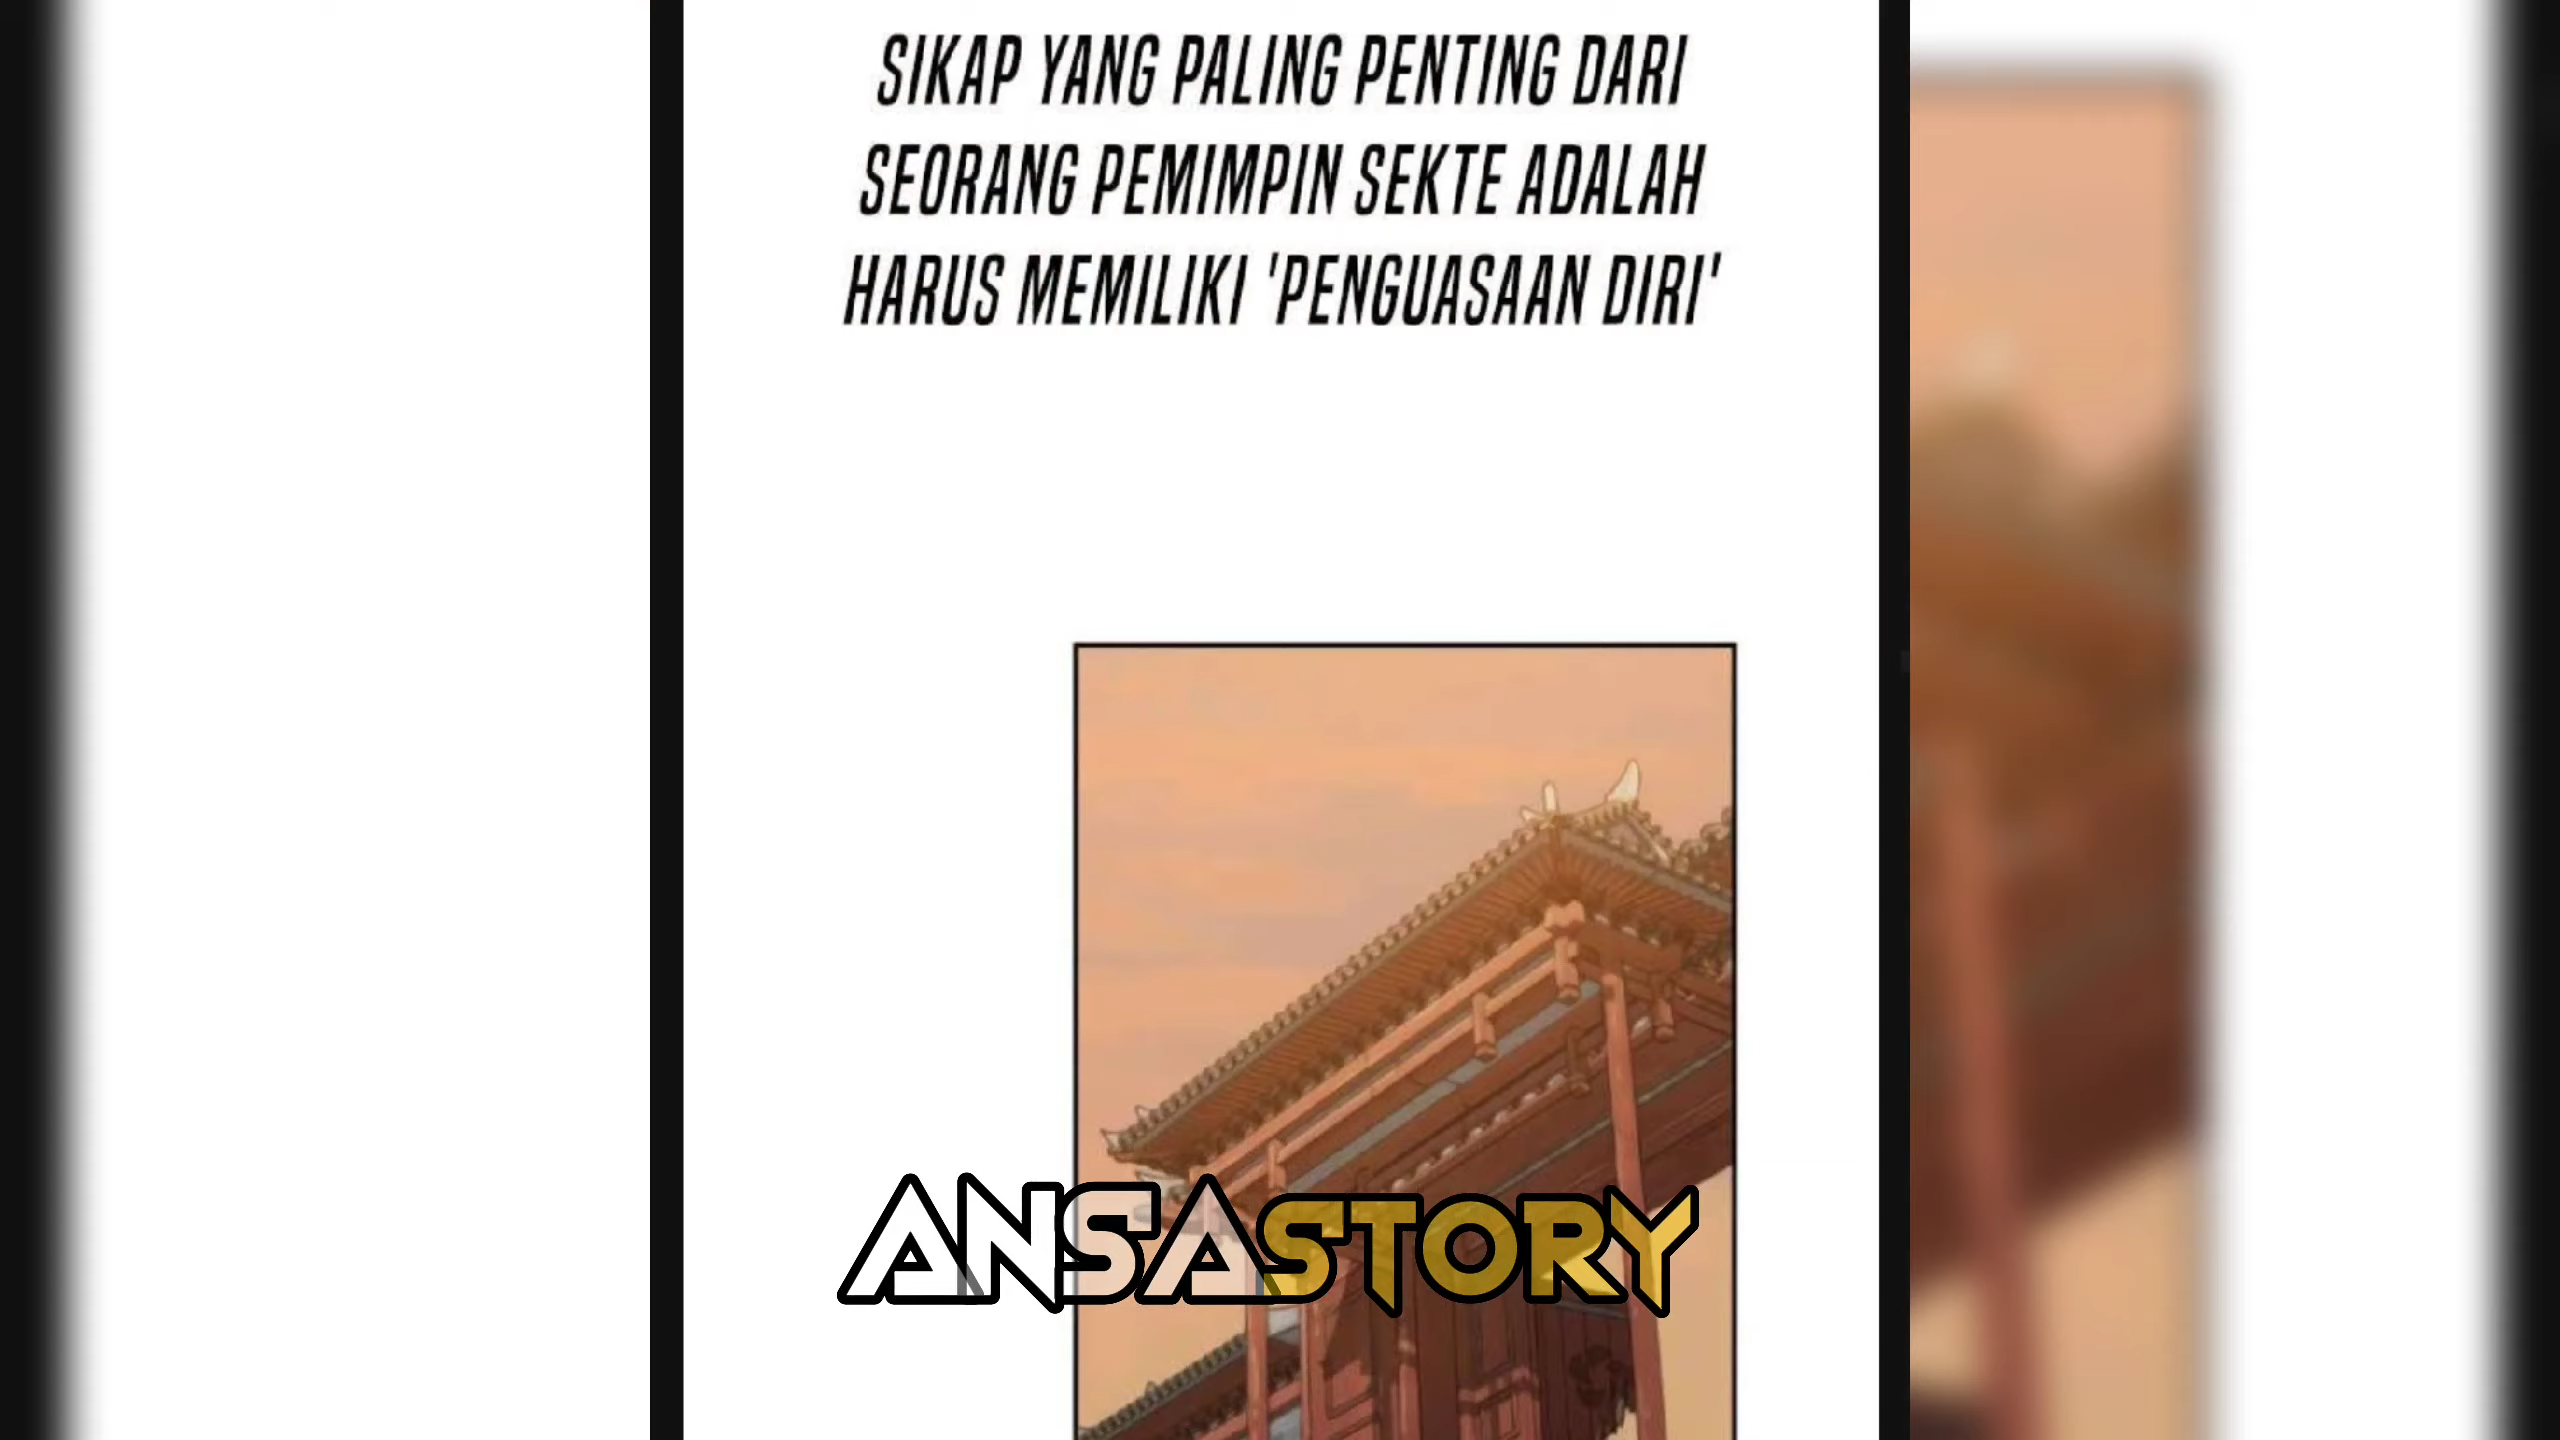 SIKAP YANG PALING PENTING DARI
SEORANG PEMIMPIN SEKTE ADALAH
HARUS MEMILIKI 'PENGUASAAN DIRI'
ANSASTORY